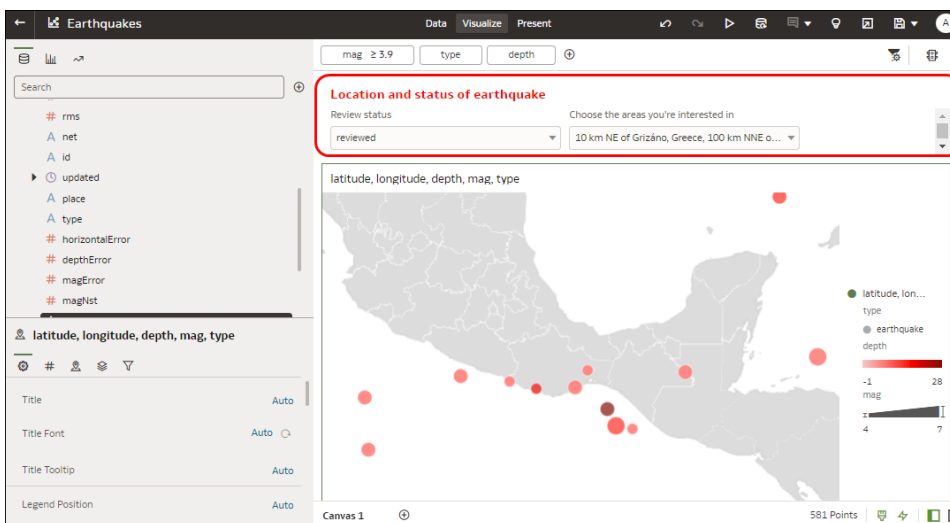 Earthquakes
Data Visualize Present
A
Search
mag ≥ 3.9 type depth
# rms
A net
A id
updated
A place
A type
# horizontalError
# depthError
# magError
# magNst
Location and status of earthquake
Review status Choose the areas you're interested in
reviewed 10 km NE of Grizáno, Greece, 100 km NNE o...
latitude, longitude, depth, mag, type
latitude, lon...
type
earthquake
depth
-1 28
mag
4 7
latitude, longitude, depth, mag, type
#
Title Auto
Title Font Auto
Title Tooltip Auto
Legend Position Auto
Canvas 1
581 Points